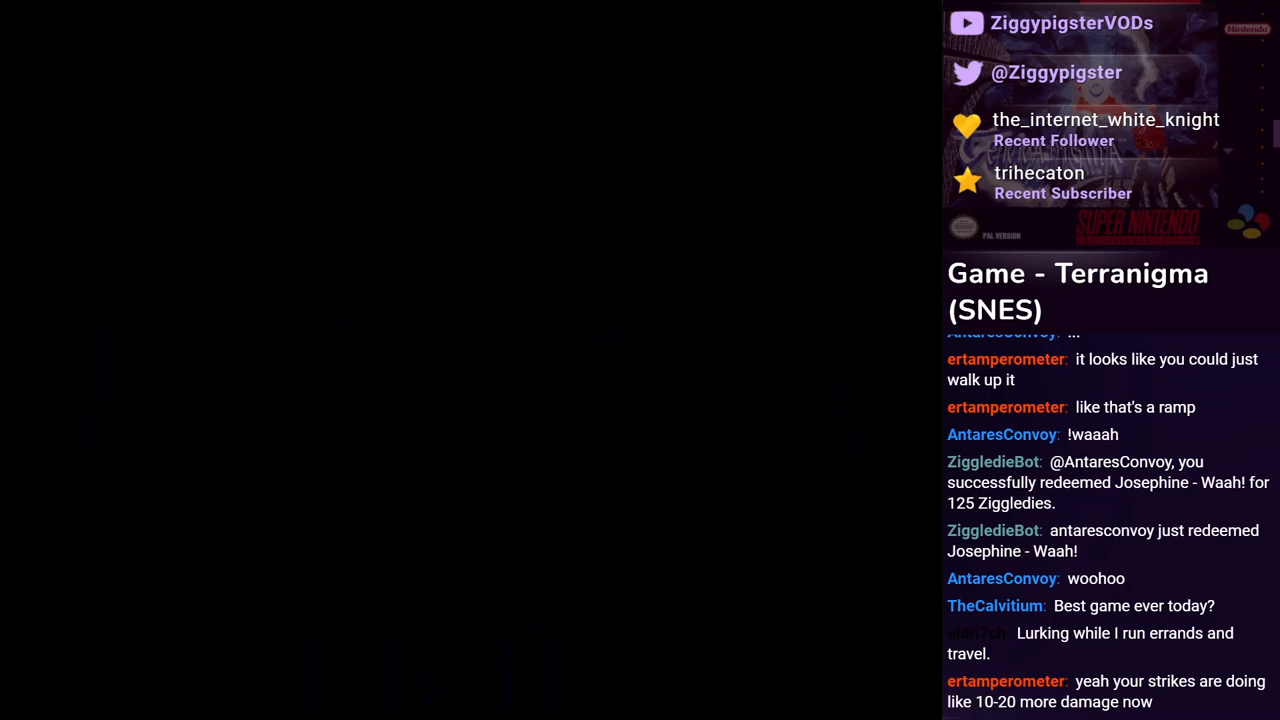 ZiggypigsterVODs
Nintendo
@Ziggypigster
the_internet_white_knight
Recent Follower
trihecaton
Recent Subscriber
PAL VERSION
SUPER NINTENDO
Game - Terranigma
(SNES)
AntaresConvoy: ...
ertamperometer: it looks like you could just
walk up it
ertamperometer: like that's a ramp
AntaresConvoy: !waaah
ZiggledieBot: @AntaresConvoy, you
successfully redeemed Josephine - Waah! for
125 Ziggledies.
ZiggledieBot: antaresconvoy just redeemed
Josephine - Waah!
AntaresConvoy: woohoo
TheCalvitium: Best game ever today?
eldri7ch: Lurking while I run errands and
travel.
ertamperometer: yeah your strikes are doing
like 10-20 more damage now